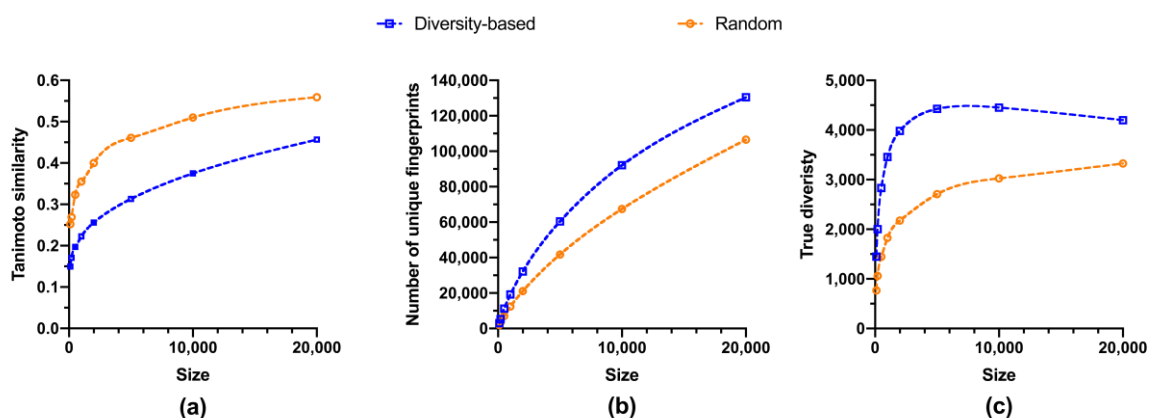 Diversity-based Random
Tanimoto similarity
0.6
0.5
0.4
0.3
0.2
0.1
0.0
0 10,000 20,000
Size
(a)
Number of unique fingerprints
140,000
120,000
100,000
80,000
60,000
40,000
20,000
0
0 10,000 20,000
Size
(b)
True diveristy
5,000
4,000
3,000
2,000
1,000
0
0 10,000 20,000
Size
(c)